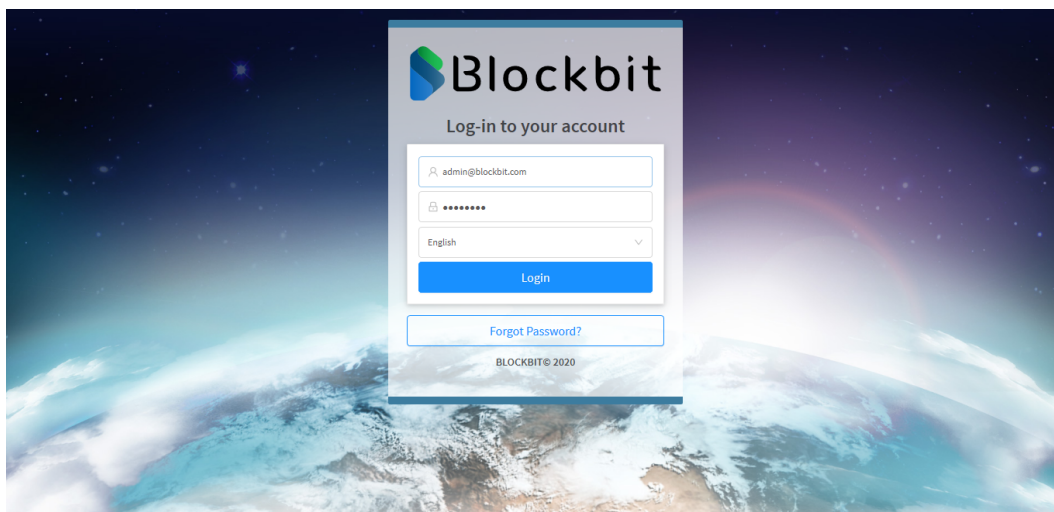 Blockbit
Log-in to your account
admin@blockbit.com
••••••••
English
Login
Forgot Password?
BLOCKBIT© 2020